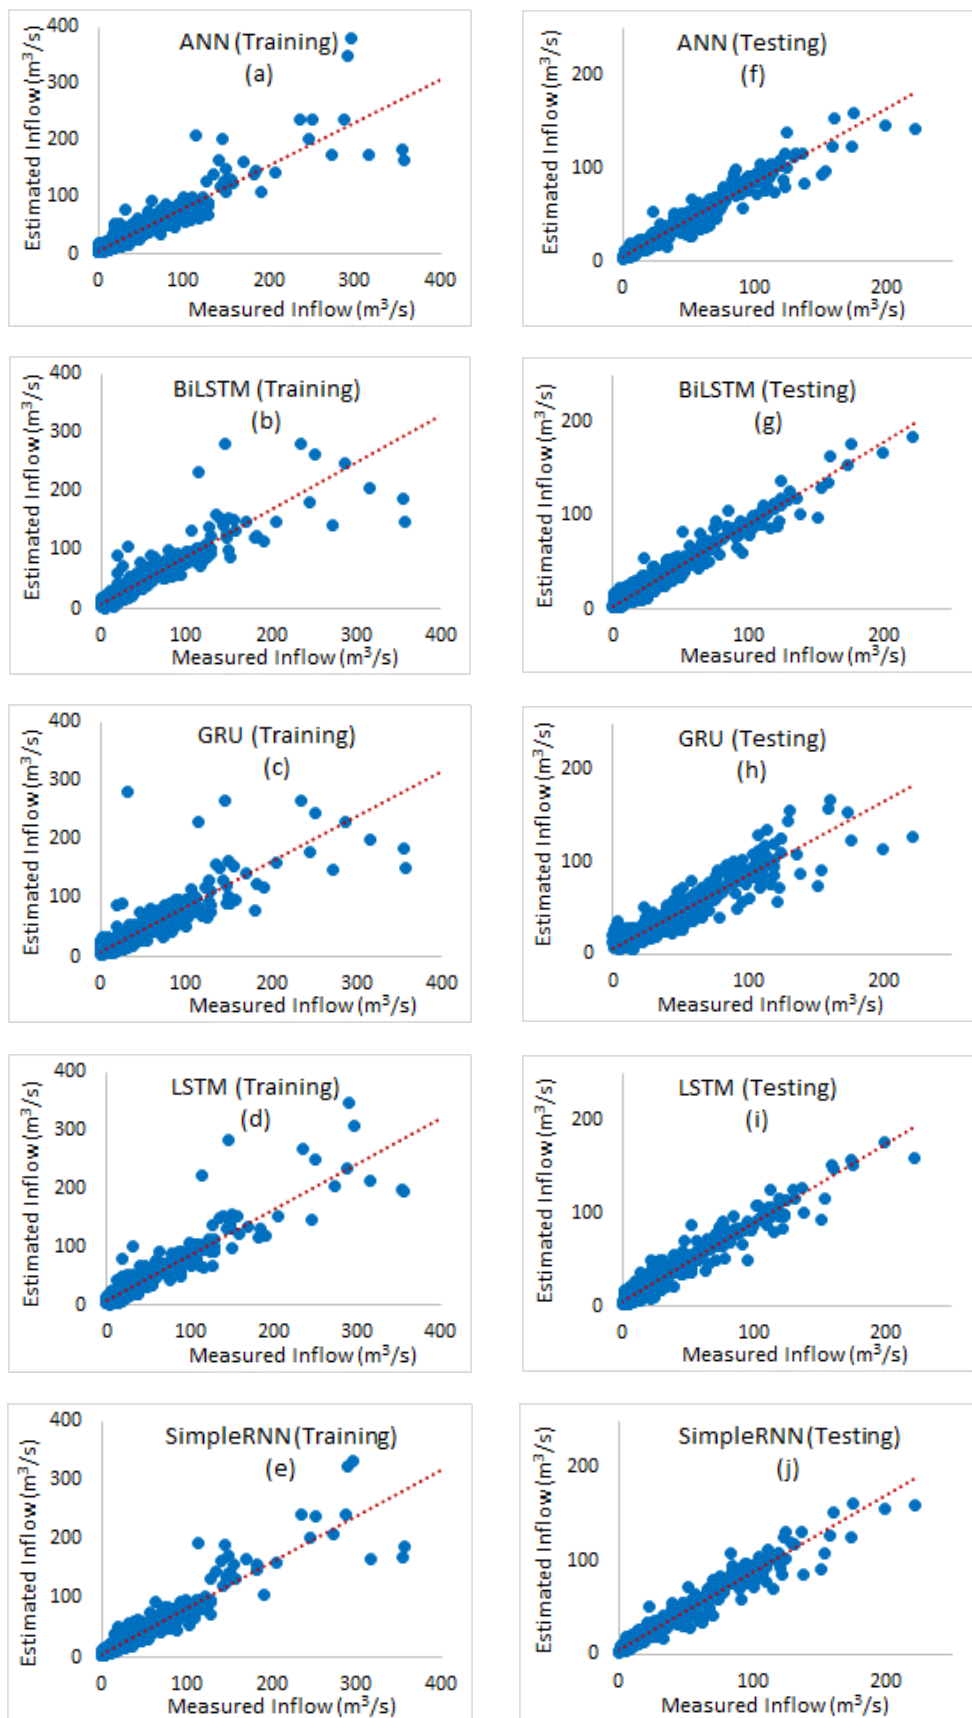 ANN (Training)
(a)
Estimated Inflow (m³/s)
400
300
200
100
0
0 100 200 300 400
Measured Inflow (m³/s)
ANN (Testing)
(f)
Estimated Inflow (m³/s)
200
100
0
0 100 200
Measured Inflow (m³/s)
BiLSTM (Training)
(b)
Estimated Inflow (m³/s)
400
300
200
100
0
0 100 200 300 400
Measured Inflow (m³/s)
BiLSTM (Testing)
(g)
Estimated Inflow (m³/s)
200
100
0
0 100 200
Measured Inflow (m³/s)
GRU (Training)
(c)
Estimated Inflow (m³/s)
400
300
200
100
0
0 100 200 300 400
Measured Inflow (m³/s)
GRU (Testing)
(h)
Estimated Inflow (m³/s)
200
100
0
0 100 200
Measured Inflow (m³/s)
LSTM (Training)
(d)
Estimated Inflow (m³/s)
400
300
200
100
0
0 100 200 300 400
Measured Inflow (m³/s)
LSTM (Testing)
(i)
Estimated Inflow (m³/s)
200
100
0
0 100 200
Measured Inflow (m³/s)
SimpleRNN (Training)
(e)
Estimated Inflow (m³/s)
400
300
200
100
0
0 100 200 300 400
Measured Inflow (m³/s)
SimpleRNN (Testing)
(j)
Estimated Inflow (m³/s)
200
100
0
0 100 200
Measured Inflow (m³/s)